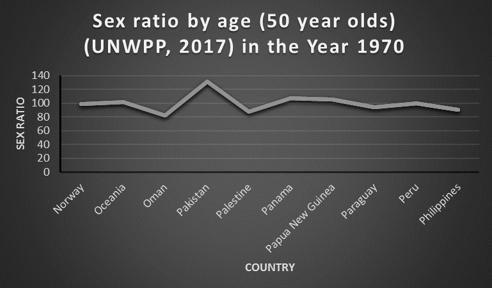 Sex ratio by age (50 year olds)
(UNWPP, 2017) in the Year 1970
SEX RATIO
140
120
100
80
60
40
20
0
Norway
Oceania
Oman
Pakistan
Palestine
Panama
Papua New Guinea
Paraguay
Peru
Philippines
COUNTRY